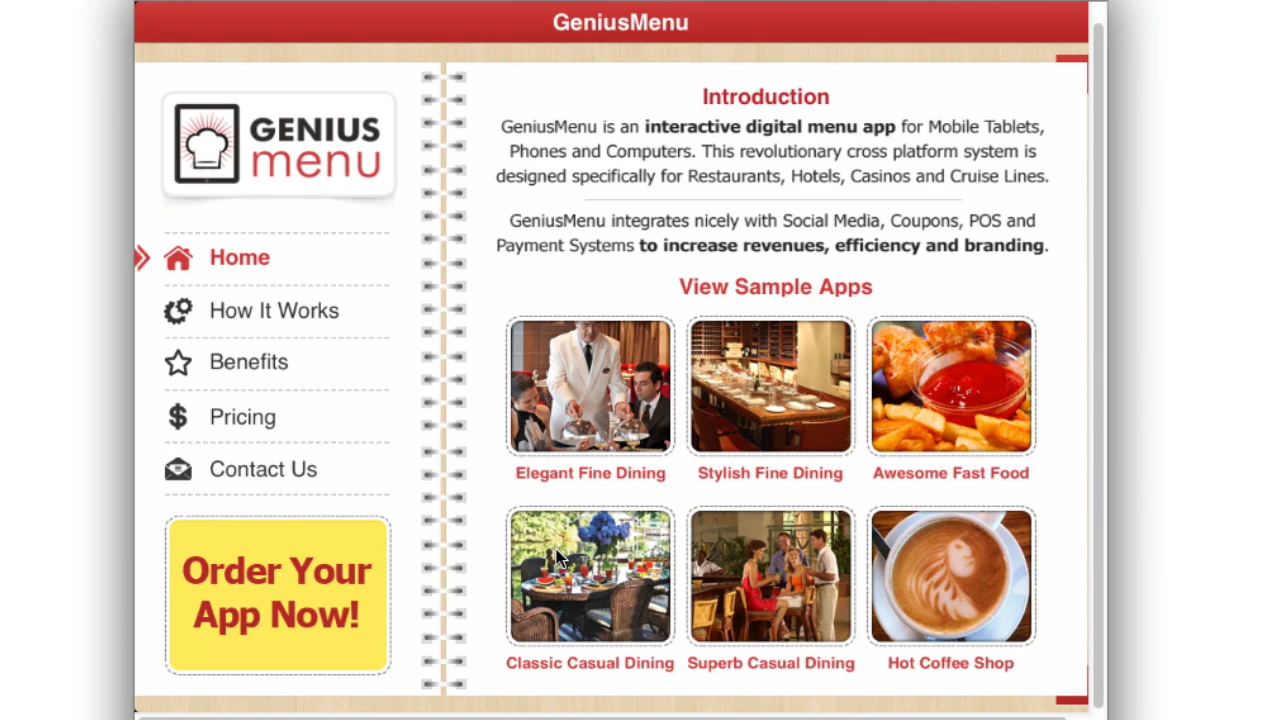 GeniusMenu
GENIUS
menu
Home
How It Works
Benefits
Pricing
Contact Us
Order Your
App Now!
Introduction
GeniusMenu is an interactive digital menu app for Mobile Tablets,
Phones and Computers. This revolutionary cross platform system is
designed specifically for Restaurants, Hotels, Casinos and Cruise Lines.
GeniusMenu integrates nicely with Social Media, Coupons, POS and
Payment Systems to increase revenues, efficiency and branding.
View Sample Apps
Elegant Fine Dining
Stylish Fine Dining
Awesome Fast Food
Classic Casual Dining
Superb Casual Dining
Hot Coffee Shop